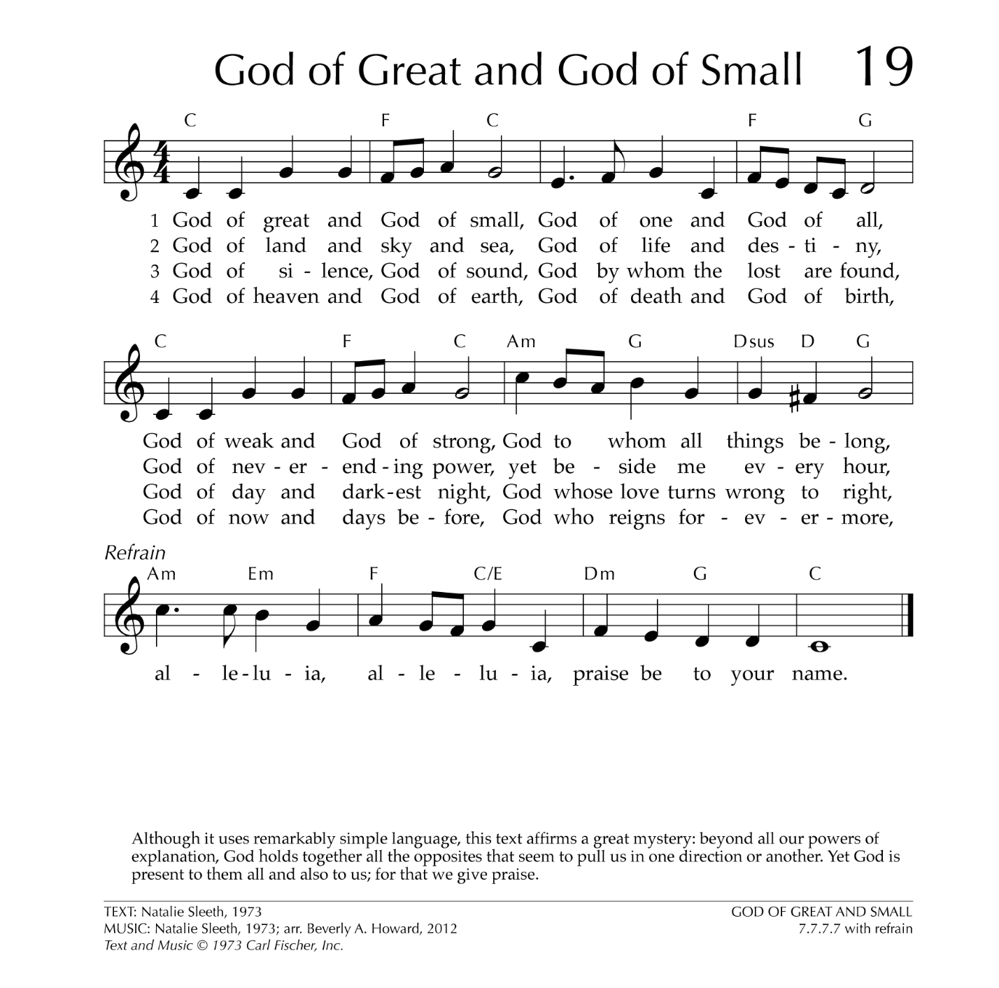 God of Great and God of Small 19
C F C F G
4
4
1 God of great and God of small, God of one and God of all,
2 God of land and sky and sea, God of life and des - ti - ny,
3 God of si - lence, God of sound, God by whom the lost are found,
4 God of heaven and God of earth, God of death and God of birth,
C F C Am G Dsus D G
God of weak and God of strong, God to whom all things be - long,
God of nev - er - end - ing power, yet be - side me ev - ery hour,
God of day and dark - est night, God whose love turns wrong to right,
God of now and days be - fore, God who reigns for - ev - er - more,
Refrain
Am Em F C/E Dm G C
al - le - lu - ia, al - le - lu - ia, praise be to your name.
Although it uses remarkably simple language, this text affirms a great mystery: beyond all our powers of
explanation, God holds together all the opposites that seem to pull us in one direction or another. Yet God is
present to them all and also to us; for that we give praise.
TEXT: Natalie Sleeth, 1973 GOD OF GREAT AND SMALL
MUSIC: Natalie Sleeth, 1973; arr. Beverly A. Howard, 2012 7.7.7.7 with refrain
Text and Music © 1973 Carl Fischer, Inc.